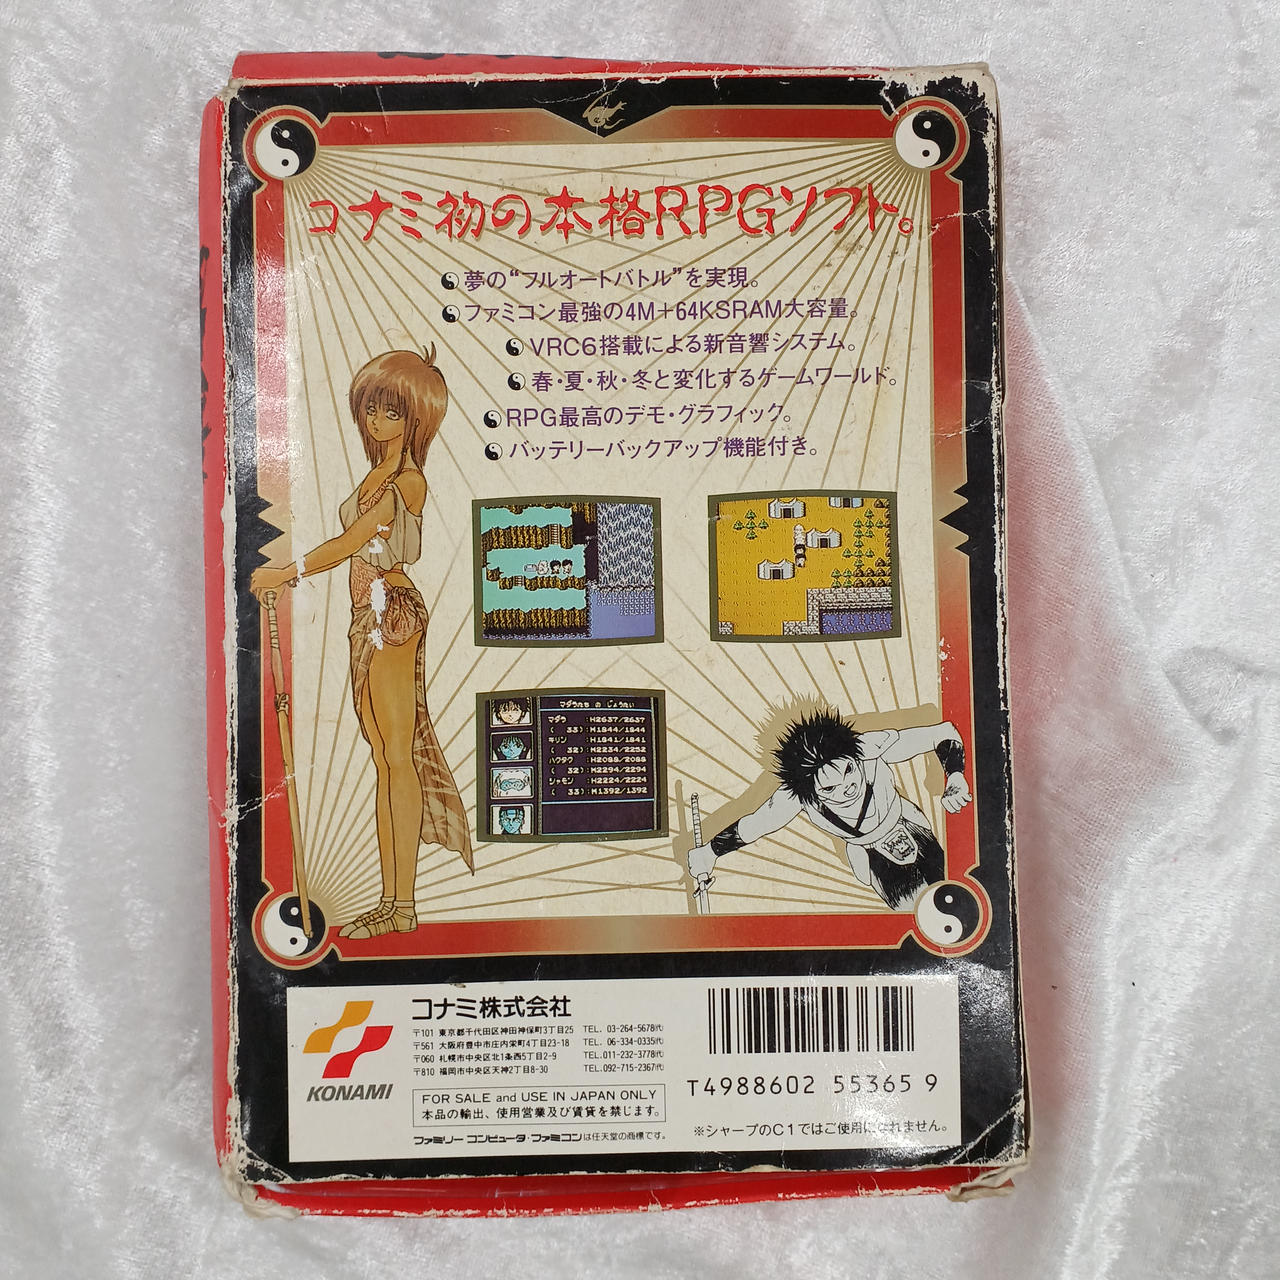 コナミ初の本格RPGソフト。
夢の“フルオートバトル”を実現。
ファミコン最強の4M+64KSRAM大容量。
VRC6搭載による新音響システム。
春・夏・秋・冬と変化するゲームワールド。
RPG最高のデモ・グラフィック。
バッテリーバックアップ機能付き。
マダラたち の じょうたい
マダラ :H2637/2637
( 33) :M1844/1844
キリン :H1841/1841
( 32) :M2234/2252
ハクタク :H2088/2088
( 32) :M2294/2294
シャモン :H2224/2224
( 33) :M1392/1392
KONAMI
コナミ株式会社
〒101 東京都千代田区神田神保町3丁目25 TEL. 03-264-5678(代)
〒561 大阪府豊中市庄内栄町4丁目23-18 TEL. 06-334-0335(代)
〒060 札幌市中央区北1条西5丁目2-9 TEL.011-232-3778(代)
〒810 福岡市中央区天神2丁目8-30 TEL.092-715-2367(代)
FOR SALE and USE IN JAPAN ONLY
本品の輸出、使用営業及び賃貸を禁じます。
ファミリーコンピュータ・ファミコンは任天堂の商標です。
T4988602 55365 9
※シャープのC1ではご使用になれません。